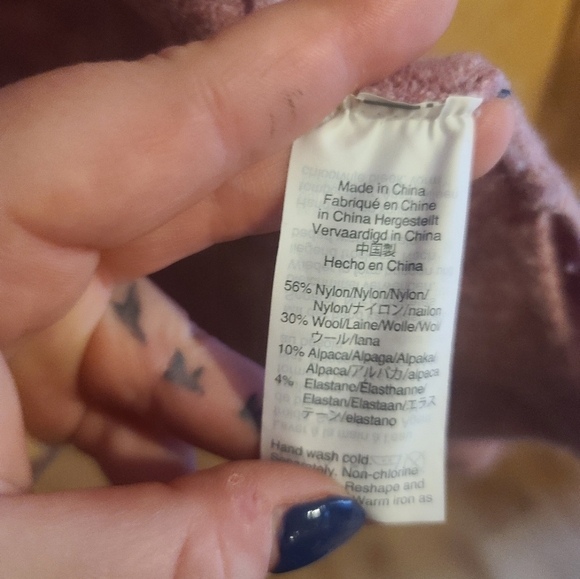 Made in China
Fabriqué en Chine
in China Hergestellt
Vervaardigd in China
中国製
Hecho en China
56% Nylon/Nylon/Nylon/
Nylon/ナイロン/nailon
30% Wool/Laine/Wolle/Wol
ウール/lana
10% Alpaca/Alpaga/Alpaka/
Alpaca/アルパカ/alpaca
4% Elastane/Élasthanne/
Elastan/Elastaan/エラス
テーン/elastano
Hand wash cold.
Non-chlorine
Reshape and
Warm iron as